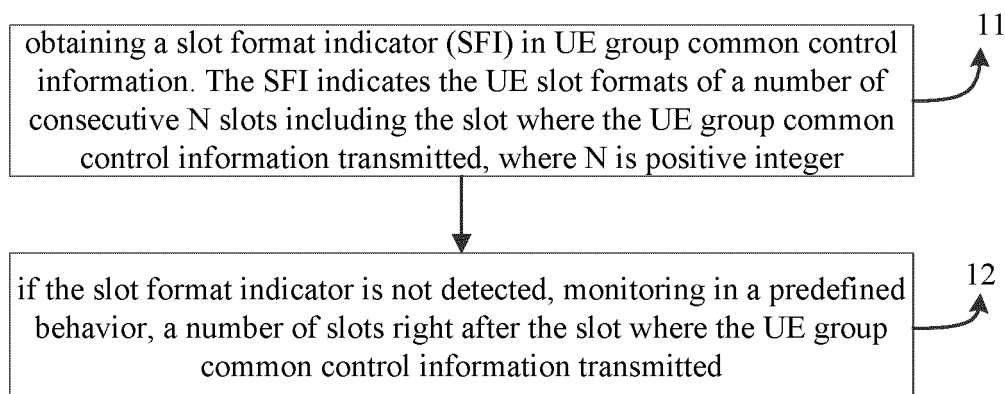 obtaining a slot format indicator (SFI) in UE group common control
information. The SFI indicates the UE slot formats of a number of
consecutive N slots including the slot where the UE group common
control information transmitted, where N is positive integer
11
if the slot format indicator is not detected, monitoring in a predefined
behavior, a number of slots right after the slot where the UE group
common control information transmitted
12